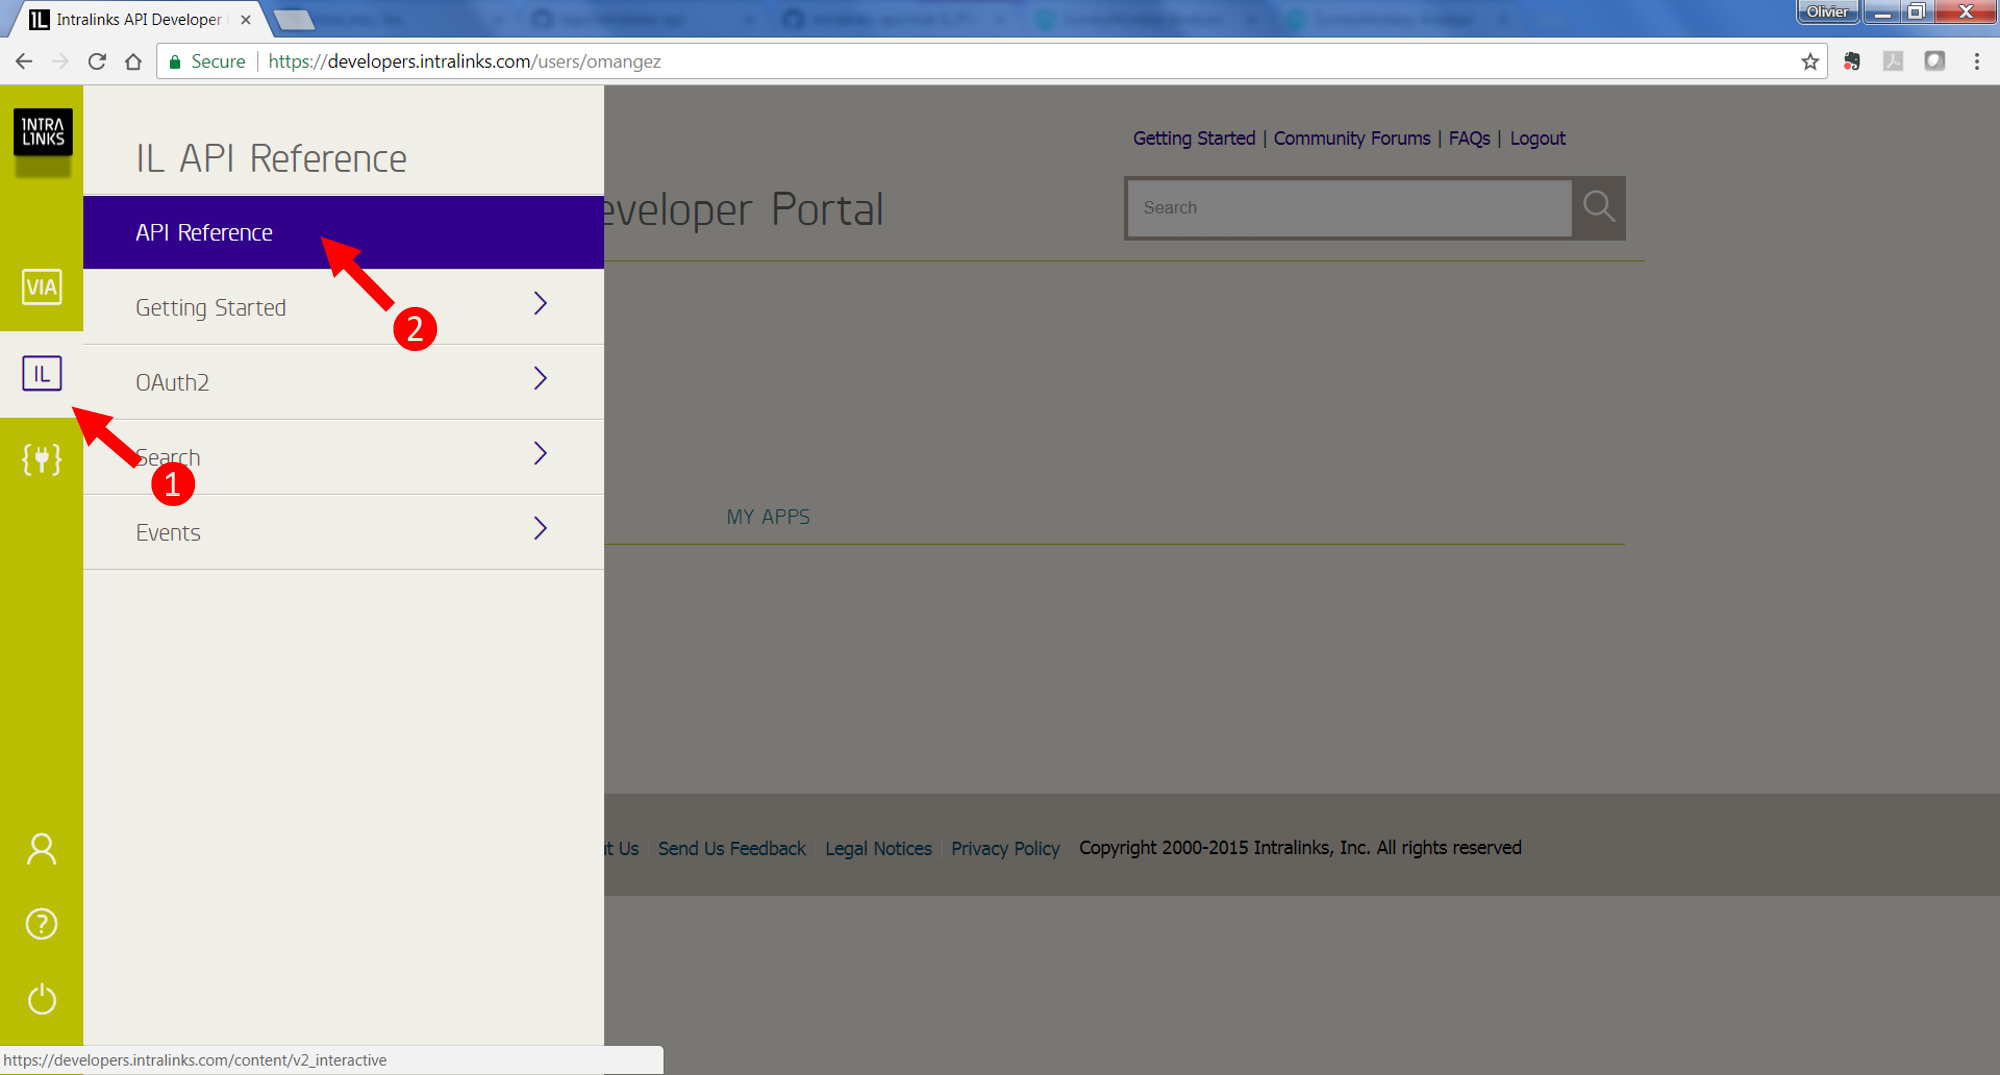 Intralinks API Developer
Olivier
Secure
https://developers.intralinks.com/users/omangez
INTRA
LINKS
IL API Reference
Getting Started | Community Forums | FAQs | Logout
eveloper Portal
Search
API Reference
VIA
Getting Started
2
IL
OAuth2
Search
1
MY APPS
Events
t Us
Send Us Feedback
Legal Notices
Privacy Policy
Copyright 2000-2015 Intralinks, Inc. All rights reserved
https://developers.intralinks.com/content/v2_interactive